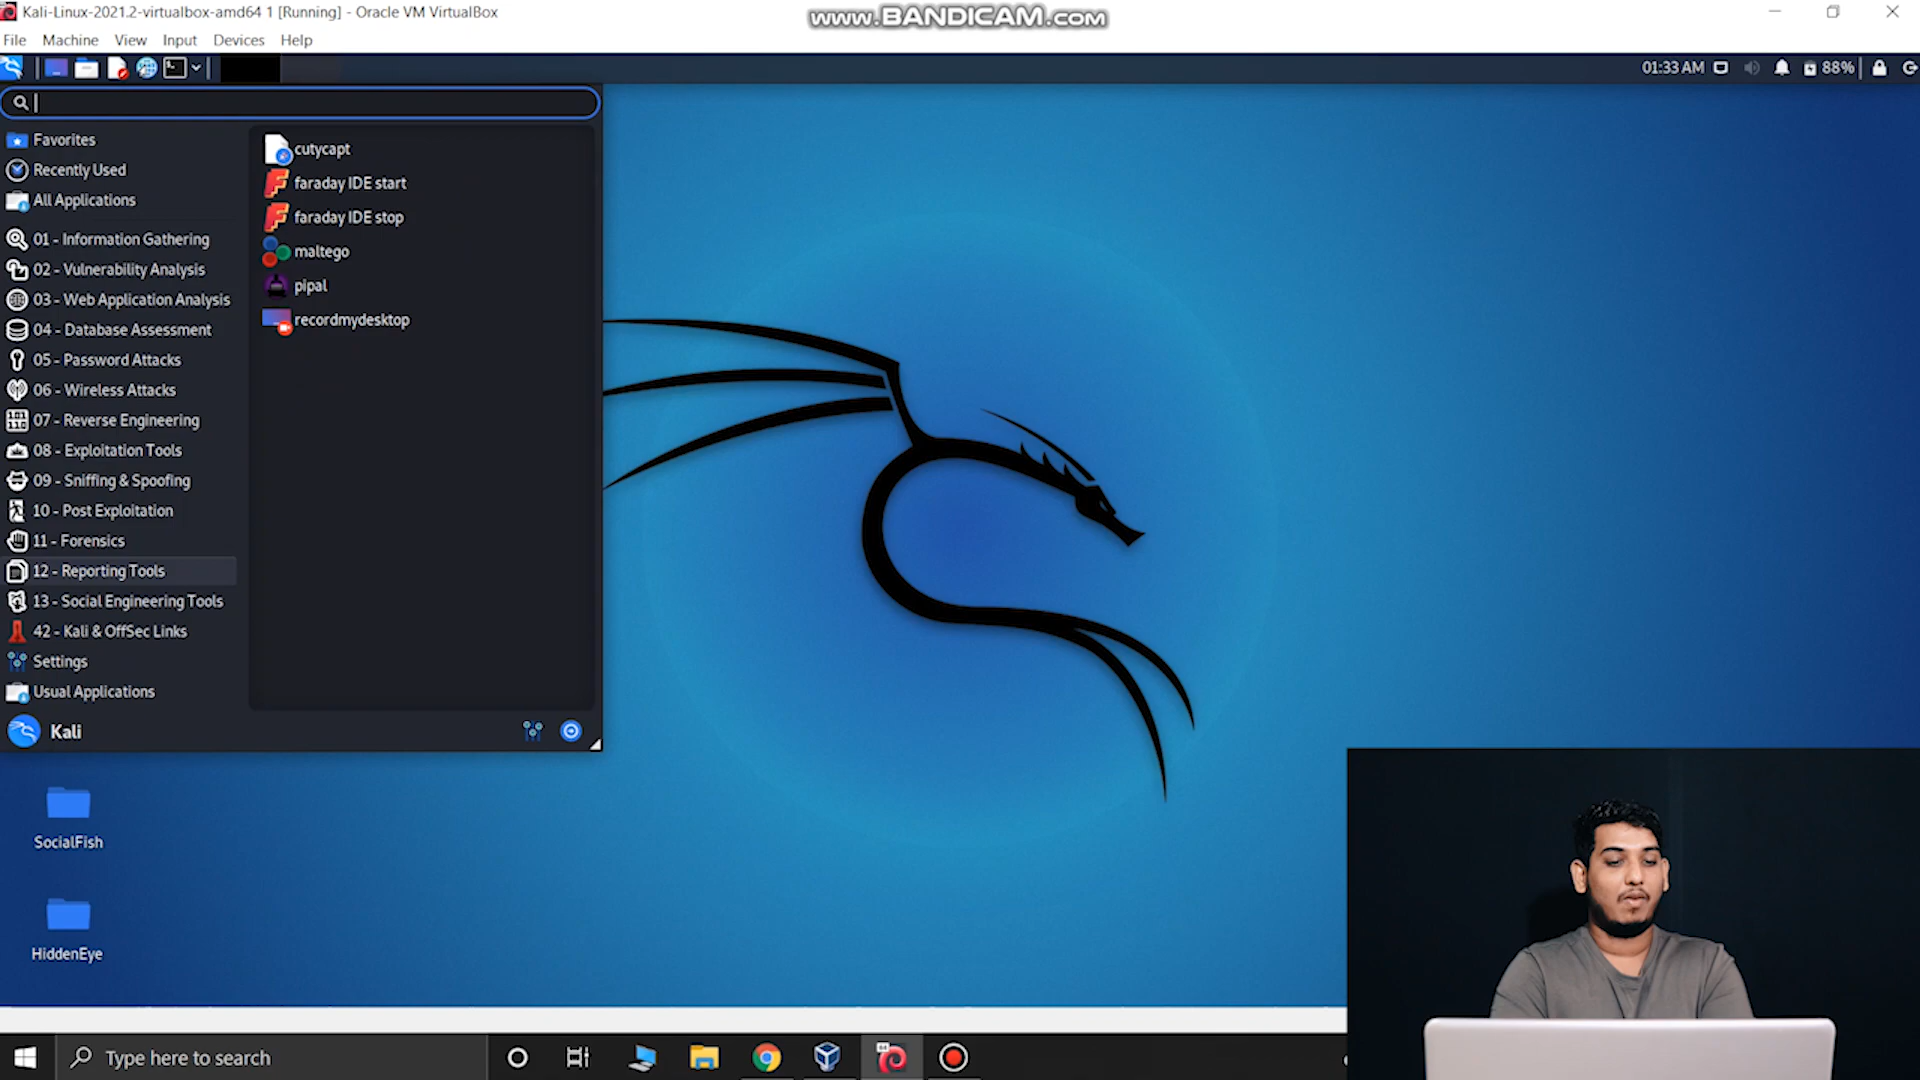 Kali-Linux-2021.2-virtualbox-amd64 1 [Running] - Oracle VM VirtualBox
www.BANDICAM.com
File Machine View Input Devices Help
01:33 AM 88%
Favorites
Recently Used
All Applications
01 - Information Gathering
02 - Vulnerability Analysis
03 - Web Application Analysis
04 - Database Assessment
05 - Password Attacks
06 - Wireless Attacks
07 - Reverse Engineering
08 - Exploitation Tools
09 - Sniffing & Spoofing
10 - Post Exploitation
11 - Forensics
12 - Reporting Tools
13 - Social Engineering Tools
42 - Kali & OffSec Links
Settings
Usual Applications
cutycapt
faraday IDE start
faraday IDE stop
maltego
pipal
recordmydesktop
Kali
SocialFish
HiddenEye
Type here to search